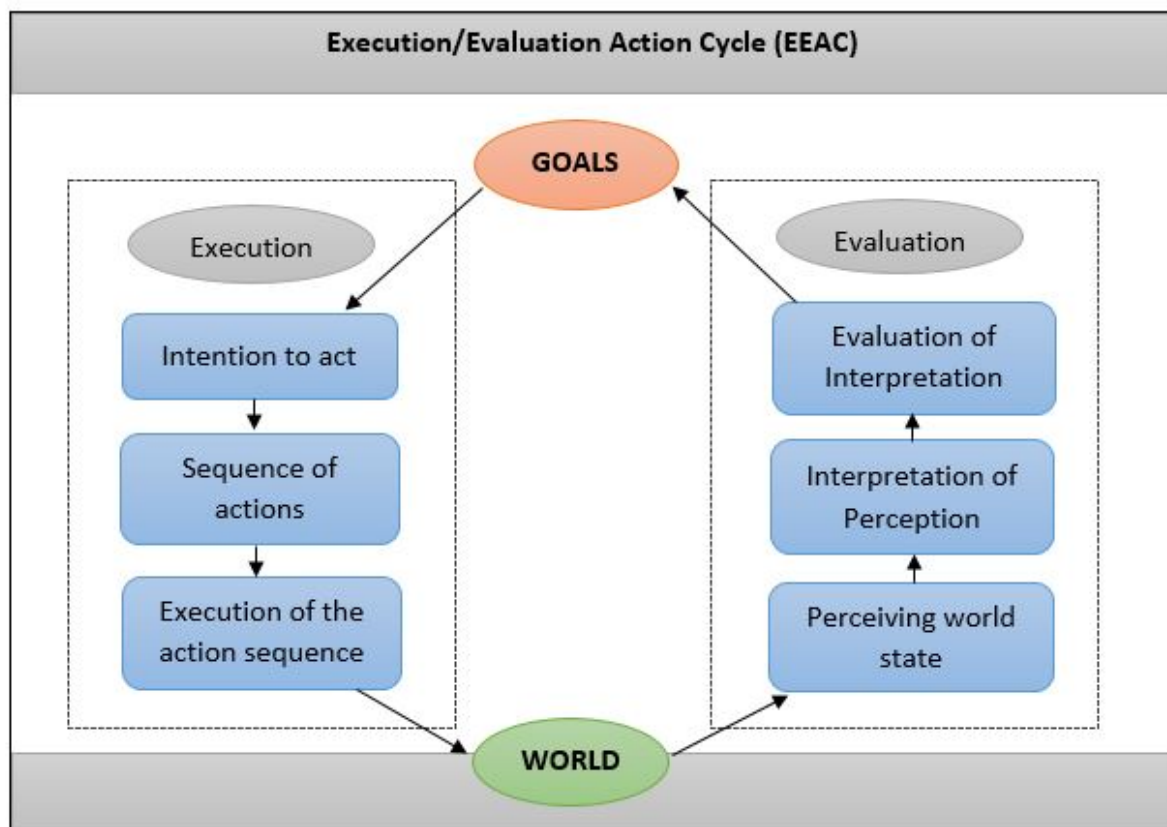 Execution/Evaluation Action Cycle (EEAC)
GOALS
Execution
Intention to act
Sequence of
actions
Execution of the
action sequence
WORLD
Evaluation
Evaluation of
Interpretation
Interpretation of
Perception
Perceiving world
state